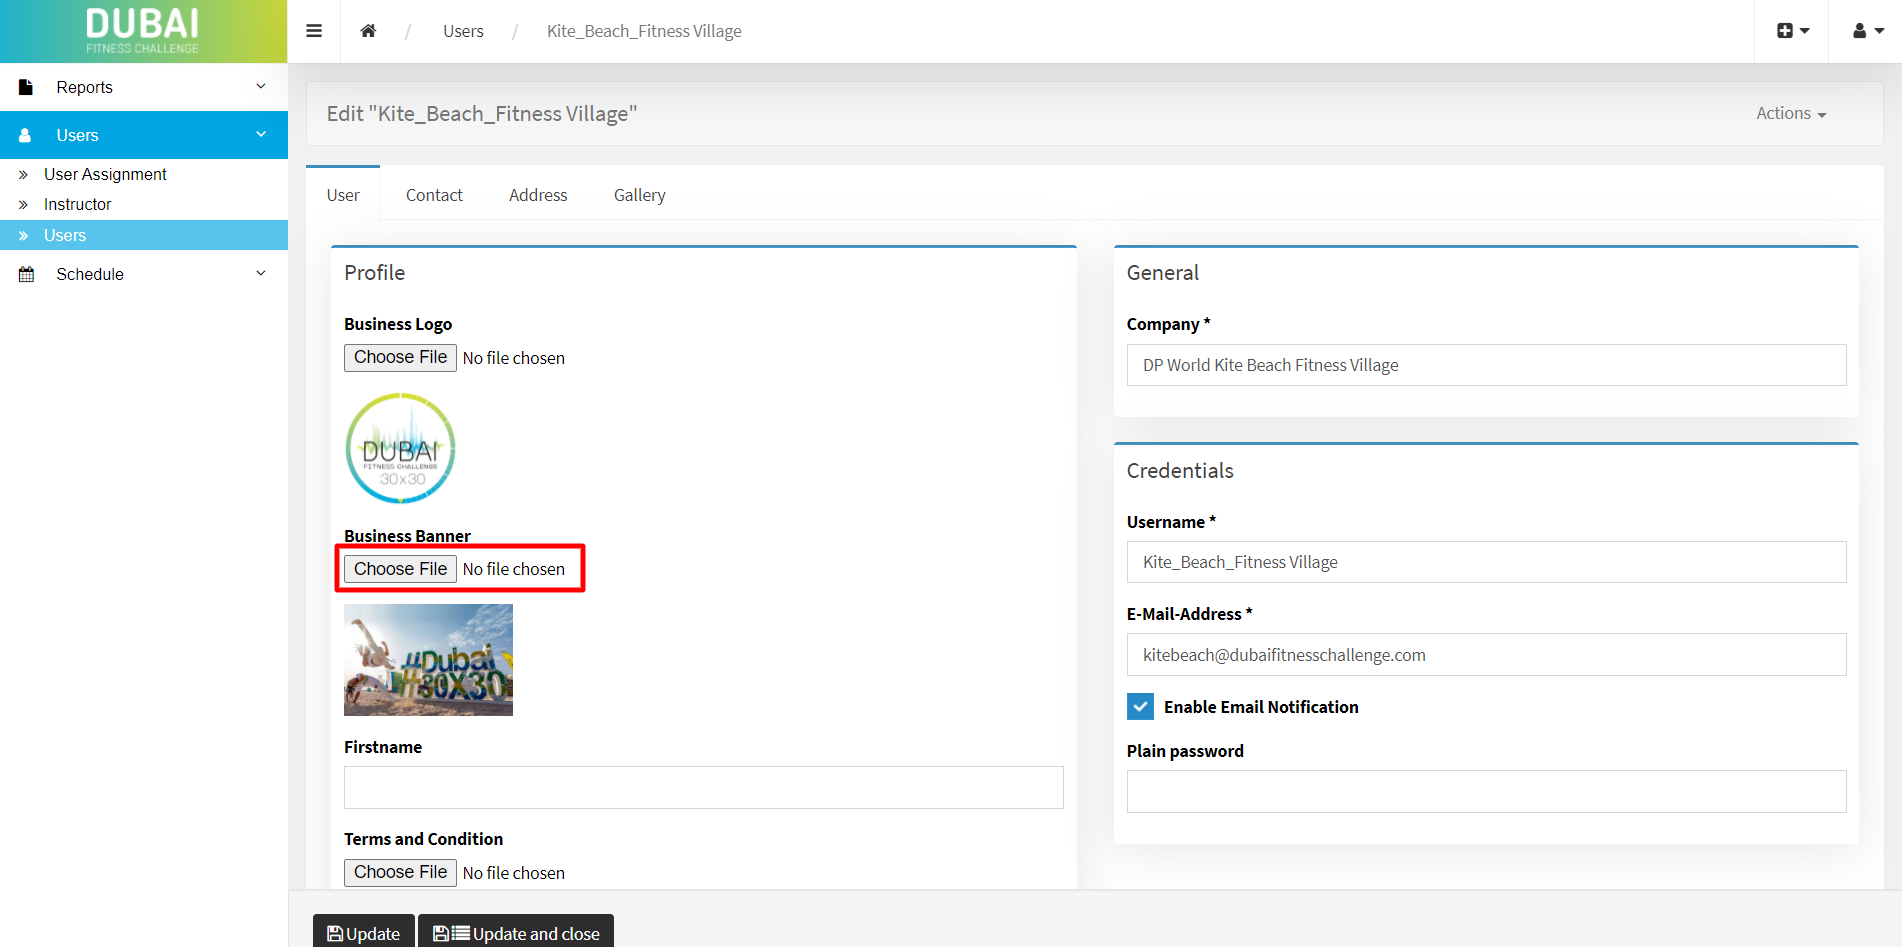 DUBAI
FITNESS CHALLENGE
/ Users / Kite_Beach_Fitness Village
Reports
Users
User Assignment
Instructor
Users
Schedule
Edit "Kite_Beach_Fitness Village"
Actions
User Contact Address Gallery
Profile
Business Logo
Choose File No file chosen
DUBAI
FITNESS CHALLENGE
30x30
Business Banner
Choose File No file chosen
#Dubai
#30X30
Firstname
Terms and Condition
Choose File No file chosen
General
Company *
DP World Kite Beach Fitness Village
Credentials
Username *
Kite_Beach_Fitness Village
E-Mail-Address *
kitebeach@dubaifitnesschallenge.com
Enable Email Notification
Plain password
Update Update and close